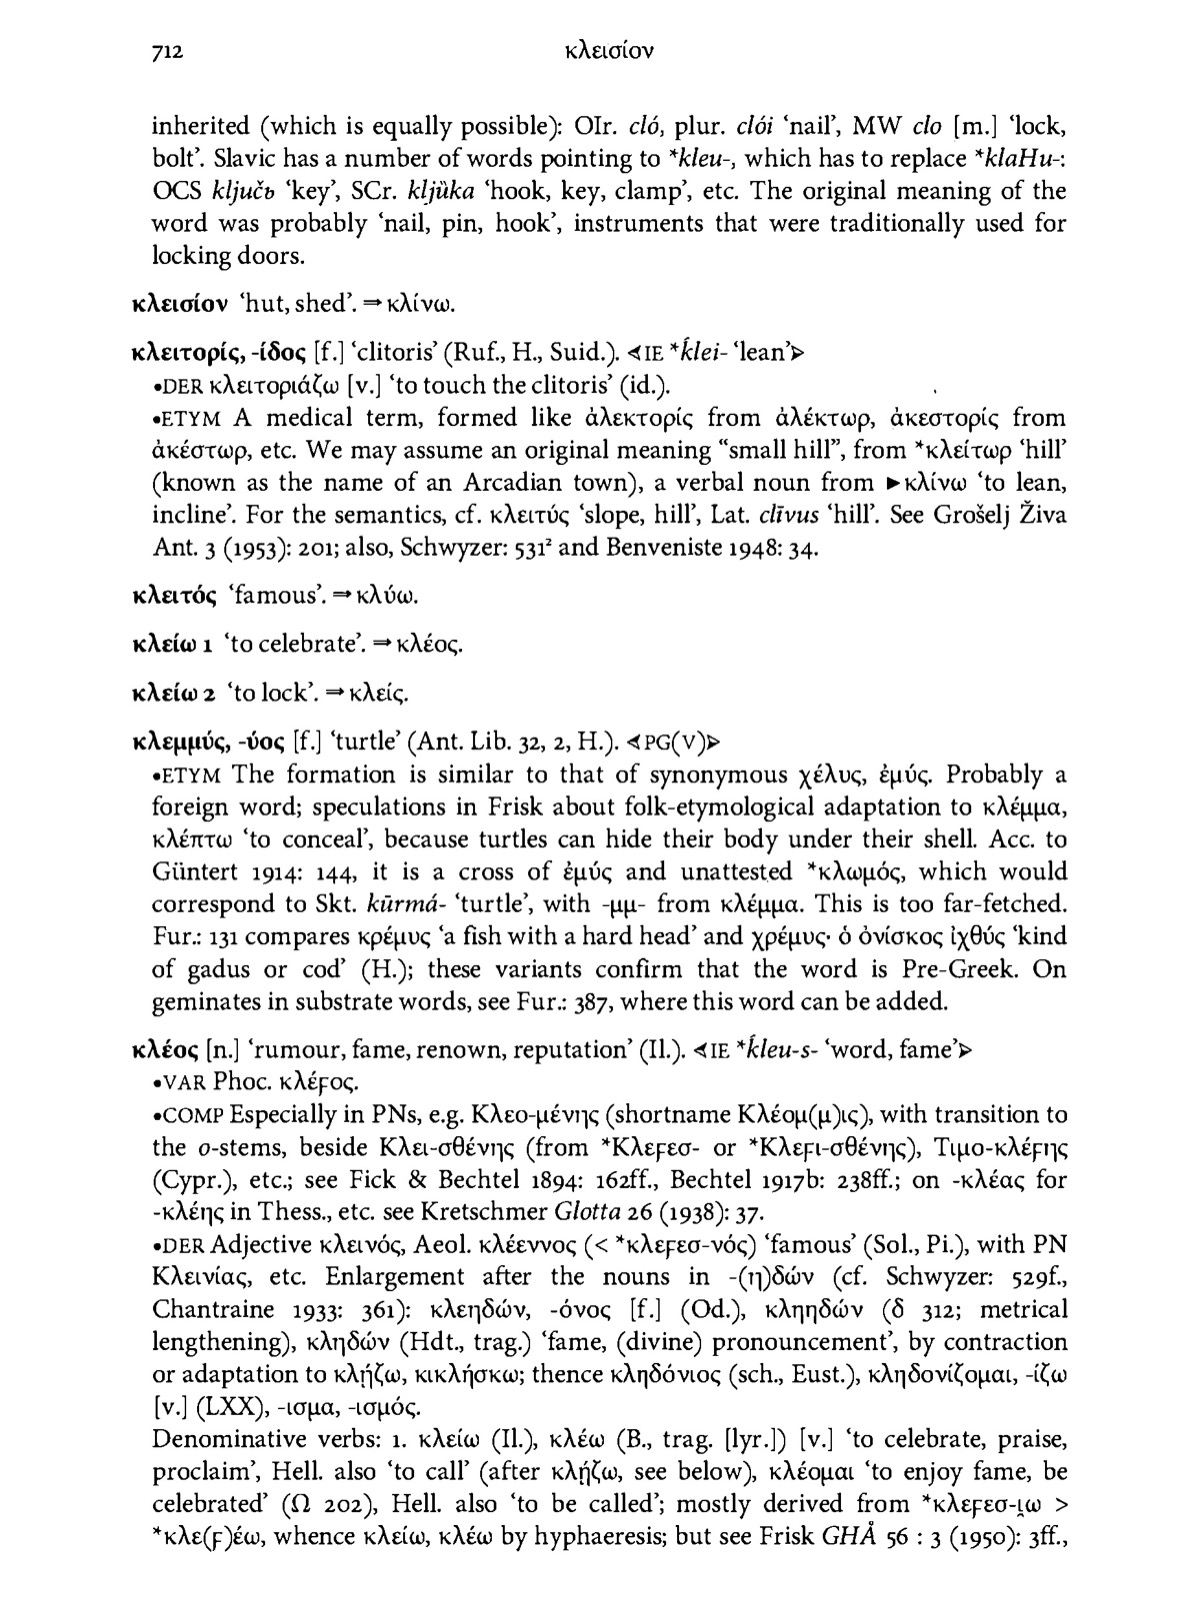 712
κλεισίον
inherited (which is equally possible): OIr. cló, plur. clói ‘nail’, MW clo [m.] ‘lock,
bolt’. Slavic has a number of words pointing to *kleu-, which has to replace *klaHu-:
OCS ključь ‘key’, SCr. kljȕka ‘hook, key, clamp’, etc. The original meaning of the
word was probably ‘nail, pin, hook’, instruments that were traditionally used for
locking doors.
κλεισίον ‘hut, shed’. ⇒ κλίνω.
κλειτορίς, -ίδος [f.] ‘clitoris’ (Ruf., H., Suid.). ⊲ IE *ḱlei- ‘lean’⊳
•DER κλειτοριάζω [v.] ‘to touch the clitoris’ (id.).
•ETYM A medical term, formed like ἀλεκτορίς from ἀλέκτωρ, ἀκεστορίς from
ἀκέστωρ, etc. We may assume an original meaning “small hill”, from *κλείτωρ ‘hill’
(known as the name of an Arcadian town), a verbal noun from ►κλίνω ‘to lean,
incline’. For the semantics, cf. κλειτύς ‘slope, hill’, Lat. clīvus ‘hill’. See Grošelj Živa
Ant. 3 (1953): 201; also, Schwyzer: 531² and Benveniste 1948: 34.
κλειτός ‘famous’. ⇒ κλύω.
κλείω 1 ‘to celebrate’. ⇒ κλέος.
κλείω 2 ‘to lock’. ⇒ κλείς.
κλεμμύς, -ύος [f.] ‘turtle’ (Ant. Lib. 32, 2, H.). ⊲ PG(V)⊳
•ETYM The formation is similar to that of synonymous χέλυς, ἐμύς. Probably a
foreign word; speculations in Frisk about folk-etymological adaptation to κλέμμα,
κλέπτω ‘to conceal’, because turtles can hide their body under their shell. Acc. to
Güntert 1914: 144, it is a cross of ἐμύς and unattested *κλωμός, which would
correspond to Skt. kūrmá- ‘turtle’, with -μμ- from κλέμμα. This is too far-fetched.
Fur.: 131 compares κρέμυς ‘a fish with a hard head’ and χρέμυς· ὁ ὀνίσκος ἰχθύς ‘kind
of gadus or cod’ (H.); these variants confirm that the word is Pre-Greek. On
geminates in substrate words, see Fur.: 387, where this word can be added.
κλέος [n.] ‘rumour, fame, renown, reputation’ (Il.). ⊲ IE *ḱleu-s- ‘word, fame’⊳
•VAR Phoc. κλέϝος.
•COMP Especially in PNs, e.g. Κλεο-μένης (shortname Κλέομ(μ)ις), with transition to
the o-stems, beside Κλει-σθένης (from *Κλεϝεσ- or *Κλεϝι-σθένης), Τιμο-κλέϝης
(Cypr.), etc.; see Fick & Bechtel 1894: 162ff., Bechtel 1917b: 238ff.; on -κλέας for
-κλέης in Thess., etc. see Kretschmer Glotta 26 (1938): 37.
•DER Adjective κλεινός, Aeol. κλέεννος (< *κλεϝεσ-νός) ‘famous’ (Sol., Pi.), with PN
Κλεινίας, etc. Enlargement after the nouns in -(η)δών (cf. Schwyzer: 529f.,
Chantraine 1933: 361): κλεηδών, -όνος [f.] (Od.), κληηδών (δ 312; metrical
lengthening), κληδών (Hdt., trag.) ‘fame, (divine) pronouncement’, by contraction
or adaptation to κλῄζω, κικλήσκω; thence κληδόνιος (sch., Eust.), κληδονίζομαι, -ίζω
[v.] (LXX), -ισμα, -ισμός.
Denominative verbs: 1. κλείω (Il.), κλέω (B., trag. [lyr.]) [v.] ‘to celebrate, praise,
proclaim’, Hell. also ‘to call’ (after κλῄζω, see below), κλέομαι ‘to enjoy fame, be
celebrated’ (Ω 202), Hell. also ‘to be called’; mostly derived from *κλεϝεσ-ι̯ω >
*κλε(ϝ)έω, whence κλείω, κλέω by hyphaeresis; but see Frisk GHÅ 56 : 3 (1950): 3ff.,